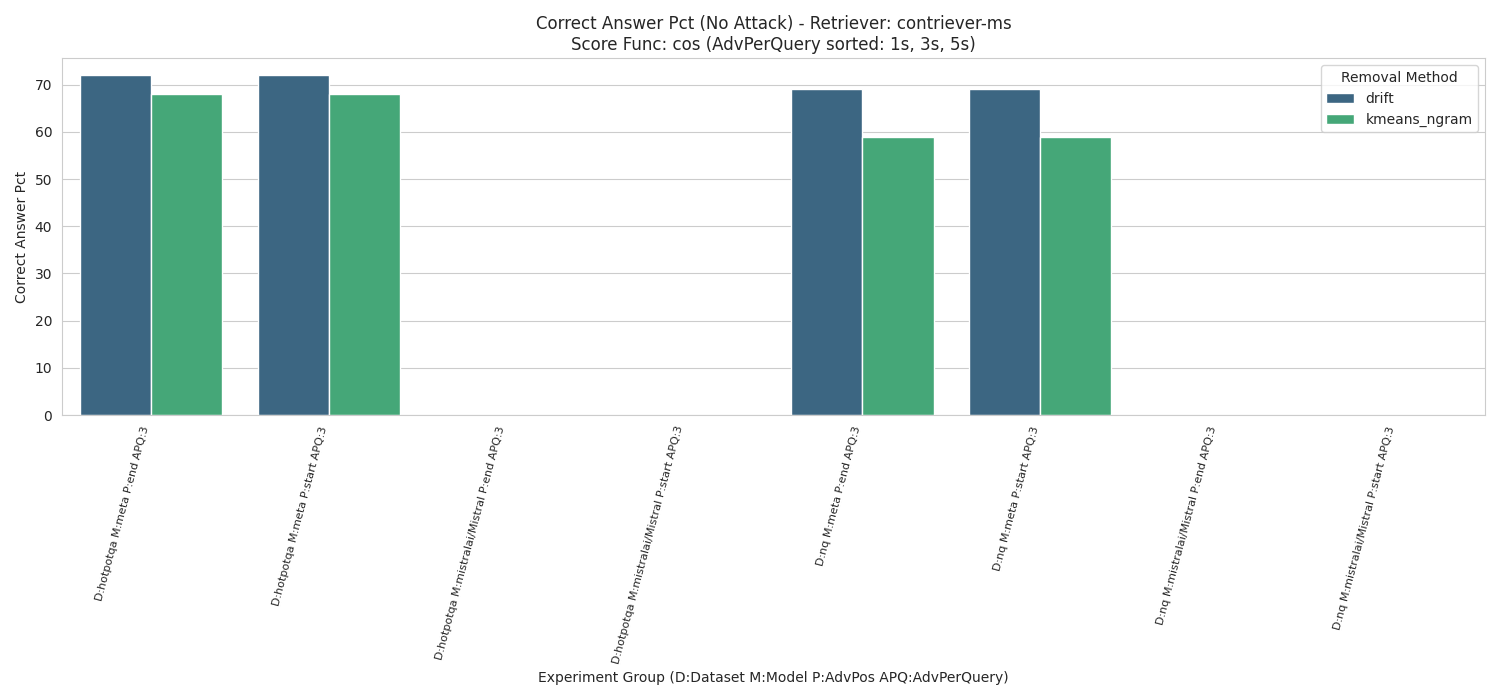 Correct Answer Pct (No Attack) - Retriever: contriever-ms
Score Func: cos (AdvPerQuery sorted: 1s, 3s, 5s)
Removal Method
drift
kmeans_ngram
Correct Answer Pct
70
60
50
40
30
20
10
0
D:hotpotqa M:meta P:end APQ:3
D:hotpotqa M:meta P:start APQ:3
D:hotpotqa M:mistralai/Mistral P:end APQ:3
D:hotpotqa M:mistralai/Mistral P:start APQ:3
D:nq M:meta P:end APQ:3
D:nq M:meta P:start APQ:3
D:nq M:mistralai/Mistral P:end APQ:3
D:nq M:mistralai/Mistral P:start APQ:3
Experiment Group (D:Dataset M:Model P:AdvPos APQ:AdvPerQuery)